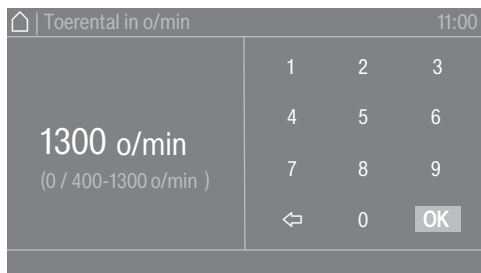 | Toerental in o/min 11:00
1300 o/min
(0 / 400-1300 o/min )
1 2 3
4 5 6
7 8 9
0 OK